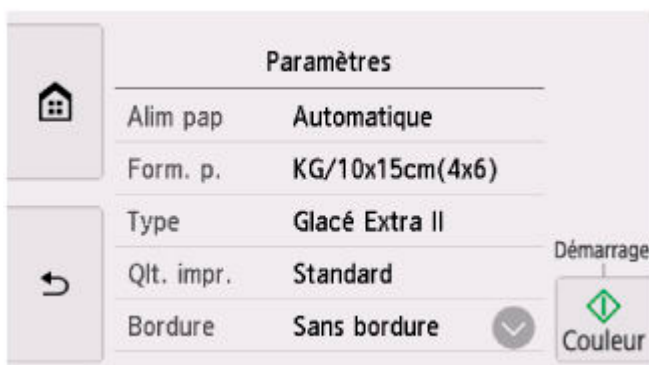 Paramètres
Alim pap Automatique
Form. p. KG/10x15cm(4x6)
Type Glacé Extra II
Qlt. impr. Standard
Bordure Sans bordure
Démarrage
Couleur